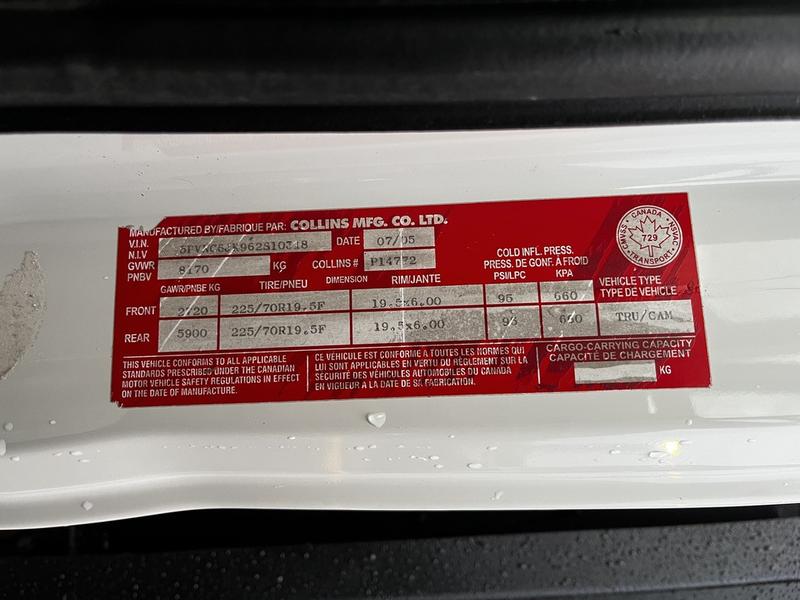 MANUFACTURED BY/FABRIQUE PAR: COLLINS MFG. CO. LTD.
V.I.N.
N.I.V
DATE 07/05
GVWR
PNBV
8170 KG
COLLINS # P14772
GAWR/PNBE KG TIRE/PNEU DIMENSION RIM/JANTE
COLD INFL. PRESS.
PRESS. DE GONF. A FROID
PSI/LPC KPA
VEHICLE TYPE
TYPE DE VÉHICULE
FRONT 2720 225/70R19.5F 19.5x6.00 95 660
REAR 5900 225/70R19.5F 19.5x6.00 95 660 TRU/CAM
CANADA
CMVSS NSVAC
729
TRANSPORT
THIS VEHICLE CONFORMS TO ALL APPLICABLE
STANDARDS PRESCRIBED UNDER THE CANADIAN
MOTOR VEHICLE SAFETY REGULATIONS IN EFFECT
ON THE DATE OF MANUFACTURE.
CE VEHICULE EST CONFORME A TOUTES LES NORMES QUI
LUI SONT APPLICABLES EN VERTU DU RÈGLEMENT SUR LA
SÉCURITÉ DES VÉHICULES AUTOMOBILES DU CANADA
EN VIGUEUR A LA DATE DE SA FABRICATION.
CARGO-CARRYING CAPACITY
CAPACITÉ DE CHARGEMENT
KG